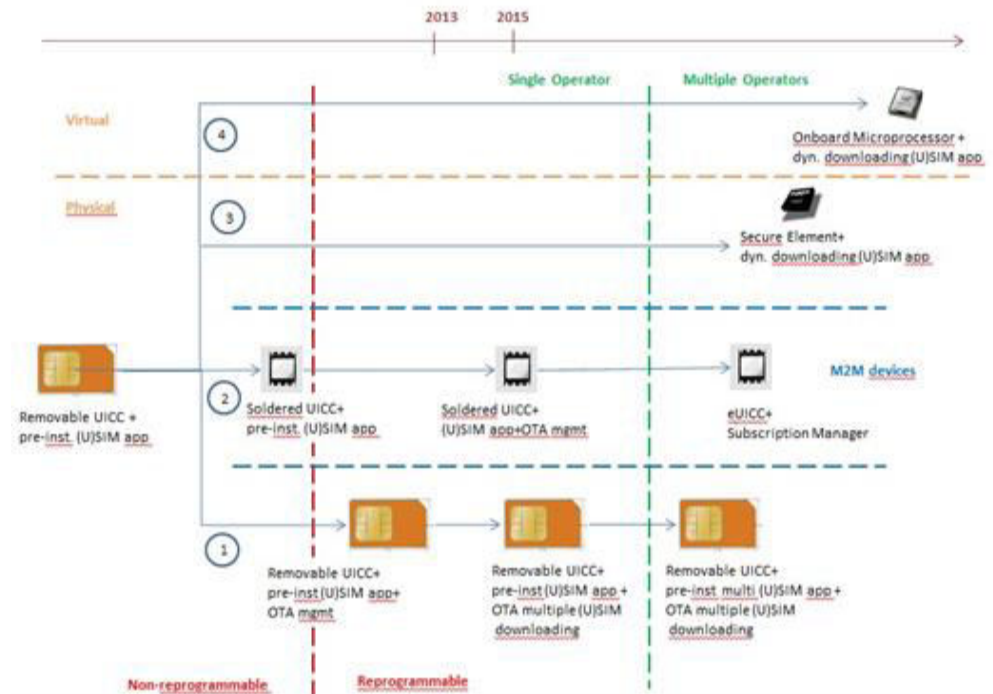 2013
2015
Single Operator
Multiple Operators
Virtual
4
Onboard Microprocessor +
dyn. downloading (U)SIM app
Physical
3
Secure Element+
dyn. downloading (U)SIM app
M2M devices
2
Removable UICC +
pre-inst. (U)SIM app
Soldered UICC+
pre-inst. (U)SIM app
Soldered UICC+
(U)SIM app+OTA mgmt
eUICC+
Subscription Manager
1
Removable UICC+
pre-inst (U)SIM app+
OTA mgmt
Removable UICC+
pre-inst (U)SIM app +
OTA multiple (U)SIM
downloading
Removable UICC+
pre-inst multi (U)SIM app +
OTA multiple (U)SIM
downloading
Non-reprogrammable
Reprogrammable